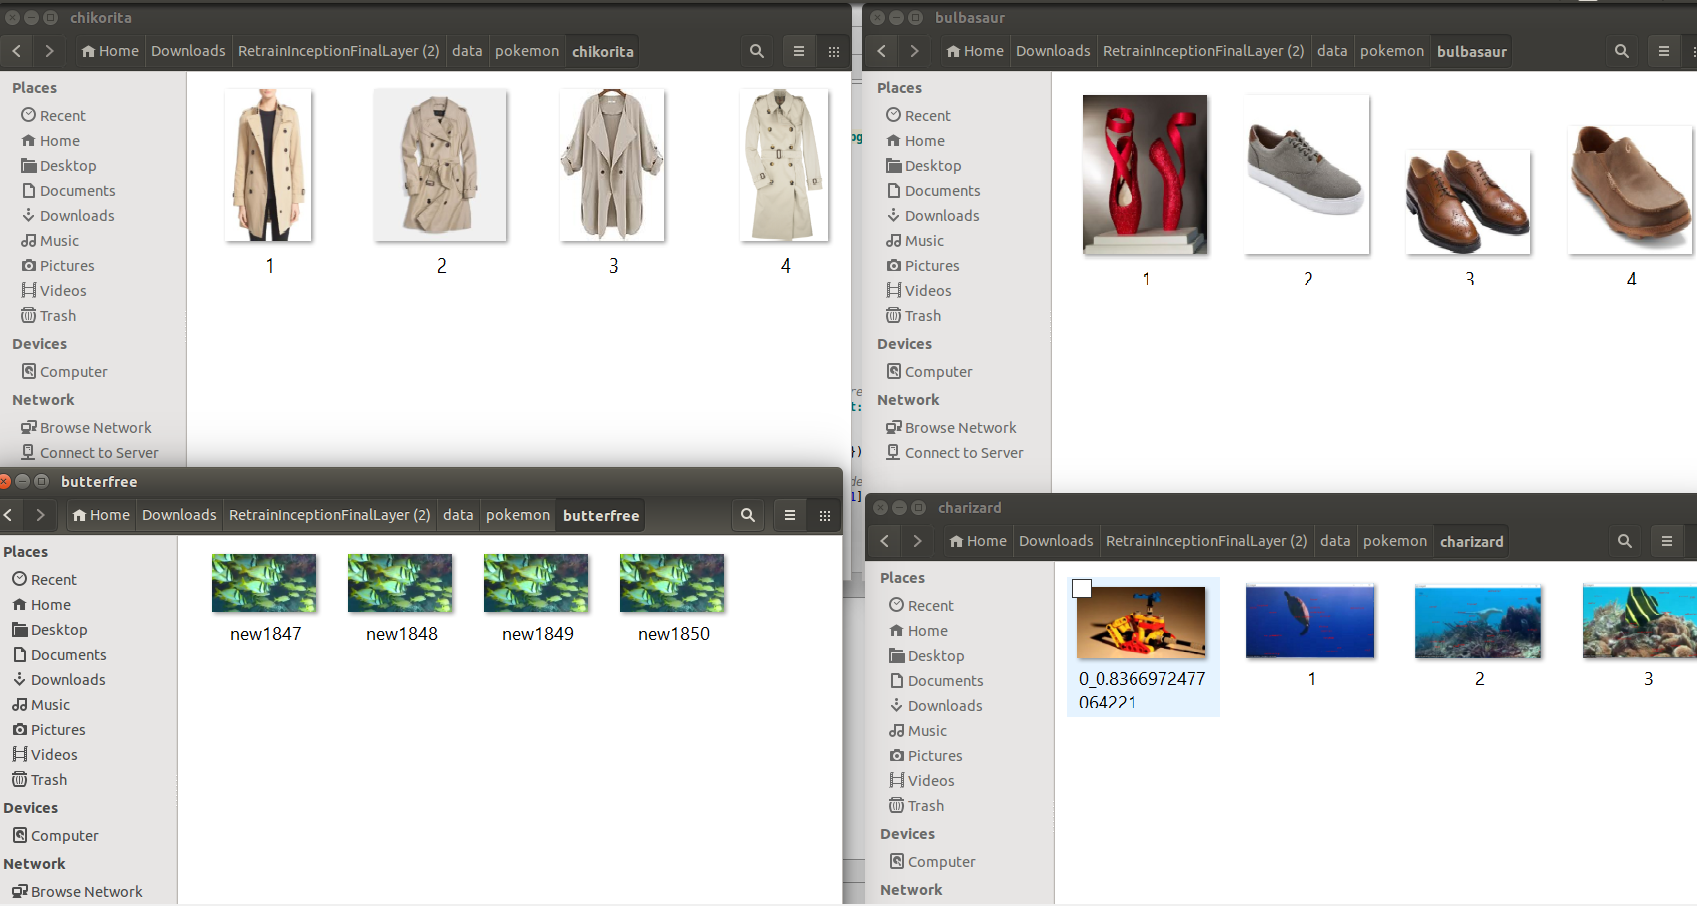 chikorita
Home Downloads RetrainInceptionFinalLayer (2) data pokemon chikorita
Places
Recent
Home
Desktop
Documents
Downloads
Music
Pictures
Videos
Trash
Devices
Computer
Network
Browse Network
Connect to Server
1 2 3 4
bulbasaur
Home Downloads RetrainInceptionFinalLayer (2) data pokemon bulbasaur
Places
Recent
Home
Desktop
Documents
Downloads
Music
Pictures
Videos
Trash
Devices
Computer
Network
Browse Network
Connect to Server
1 2 3 4
butterfree
Home Downloads RetrainInceptionFinalLayer (2) data pokemon butterfree
Places
Recent
Home
Desktop
Documents
Downloads
Music
Pictures
Videos
Trash
Devices
Computer
Network
Browse Network
new1847 new1848 new1849 new1850
charizard
Home Downloads RetrainInceptionFinalLayer (2) data pokemon charizard
Places
Recent
Home
Desktop
Documents
Downloads
Music
Pictures
Videos
Trash
Devices
Computer
Network
0_0.8366972477
064221
1 2 3